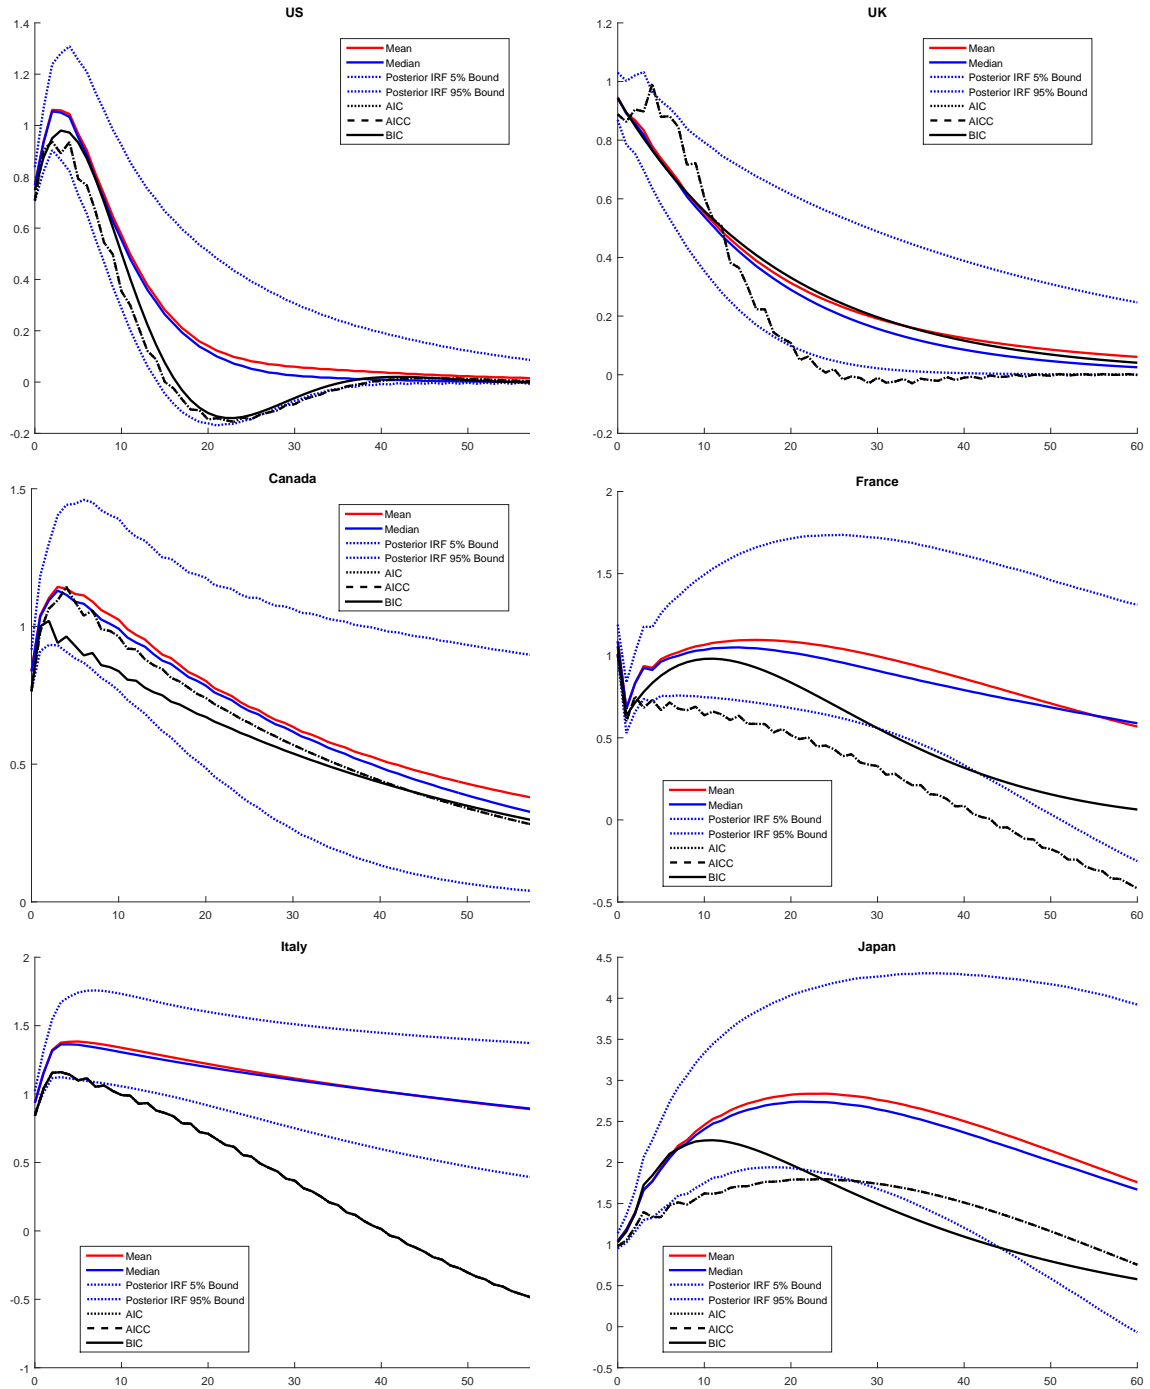 US
1.4
1.2
1
0.8
0.6
0.4
0.2
0
-0.2
0 10 20 30 40 50
Mean
Median
Posterior IRF 5% Bound
Posterior IRF 95% Bound
AIC
AICC
BIC
UK
1.2
1
0.8
0.6
0.4
0.2
0
-0.2
0 10 20 30 40 50 60
Mean
Median
Posterior IRF 5% Bound
Posterior IRF 95% Bound
AIC
AICC
BIC
Canada
1.5
1
0.5
0
0 10 20 30 40 50
Mean
Median
Posterior IRF 5% Bound
Posterior IRF 95% Bound
AIC
AICC
BIC
France
2
1.5
1
0.5
0
-0.5
0 10 20 30 40 50 60
Mean
Median
Posterior IRF 5% Bound
Posterior IRF 95% Bound
AIC
AICC
BIC
Italy
2
1.5
1
0.5
0
-0.5
-1
0 10 20 30 40 50
Mean
Median
Posterior IRF 5% Bound
Posterior IRF 95% Bound
AIC
AICC
BIC
Japan
4.5
4
3.5
3
2.5
2
1.5
1
0.5
0
-0.5
0 10 20 30 40 50 60
Mean
Median
Posterior IRF 5% Bound
Posterior IRF 95% Bound
AIC
AICC
BIC